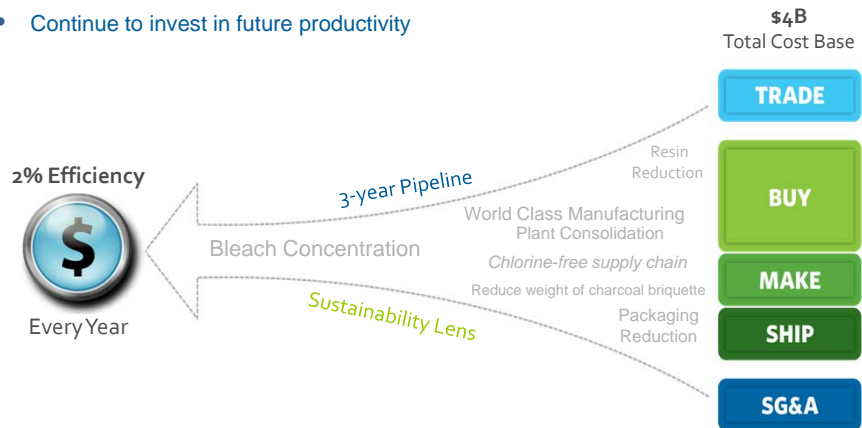 • Continue to invest in future productivity
$4B
Total Cost Base
TRADE
Resin
Reduction
2% Efficiency
3-year Pipeline
BUY
$
World Class Manufacturing
Plant Consolidation
Bleach Concentration
Chlorine-free supply chain
MAKE
Reduce weight of charcoal briquette
Every Year
Sustainability Lens
Packaging
Reduction
SHIP
SG&A